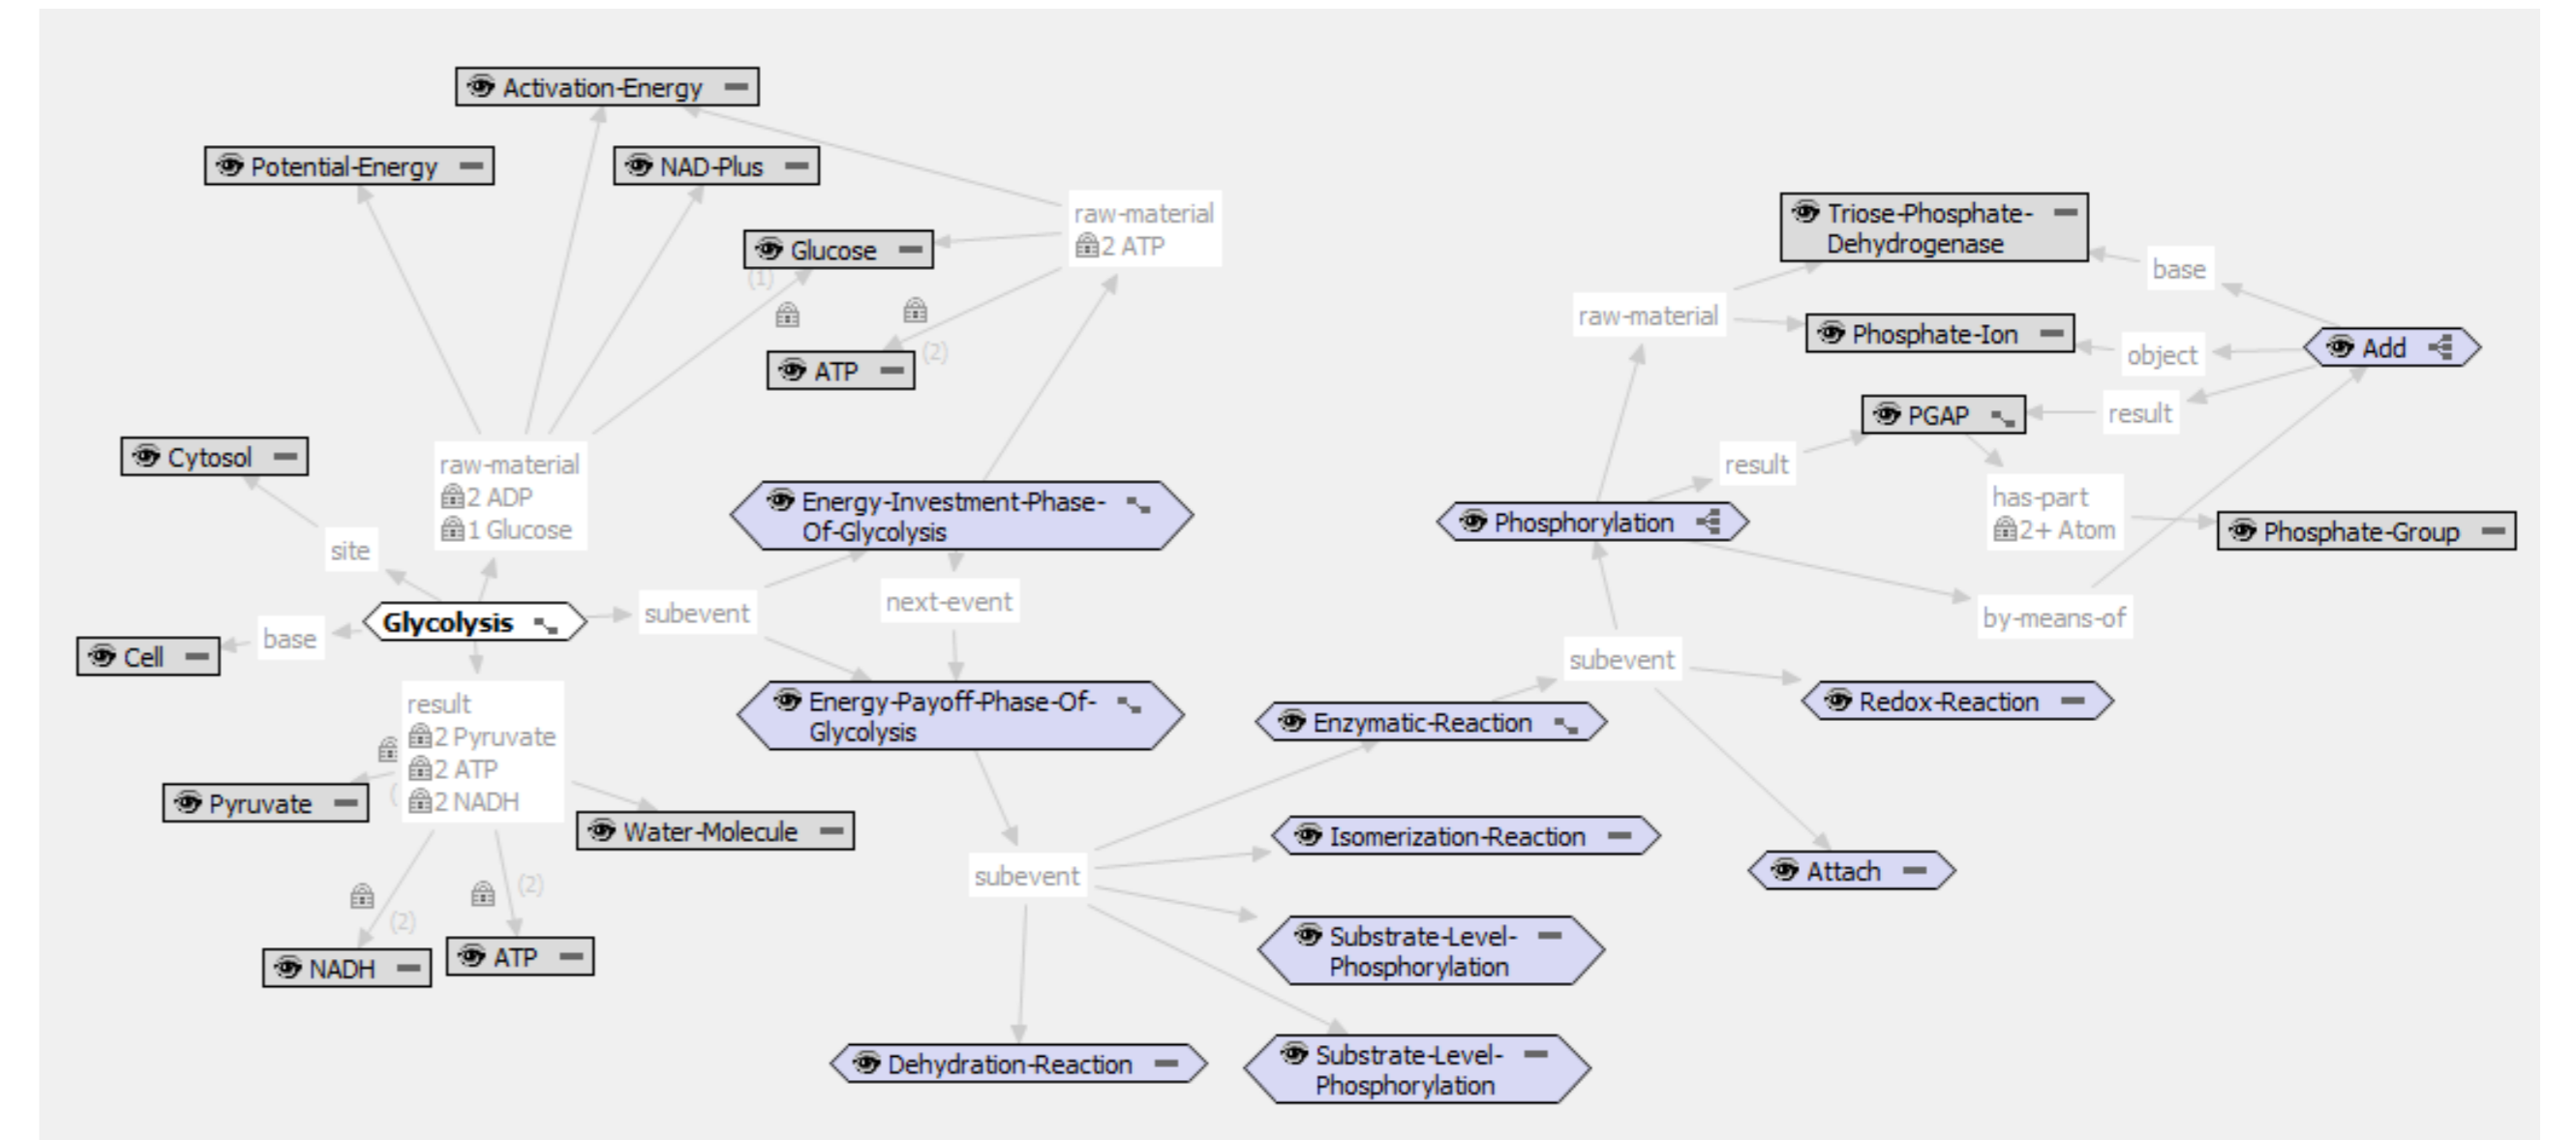 Activation-Energy
Potential-Energy
NAD-Plus
raw-material
2 ATP
Glucose
(1)
ATP
(2)
Cytosol
raw-material
2 ADP
1 Glucose
site
Energy-Investment-Phase-
Of-Glycolysis
Glycolysis
subevent
next-event
base
Cell
result
2 Pyruvate
2 ATP
2 NADH
Energy-Payoff-Phase-Of-
Glycolysis
Pyruvate
(
Water-Molecule
(2)
(2)
NADH
ATP
subevent
Enzymatic-Reaction
Isomerization-Reaction
Substrate-Level-
Phosphorylation
Substrate-Level-
Phosphorylation
Dehydration-Reaction
Triose-Phosphate-
Dehydrogenase
base
raw-material
Phosphate-Ion
object
Add
PGAP
result
result
has-part
2+ Atom
Phosphorylation
Phosphate-Group
by-means-of
subevent
Redox-Reaction
Attach